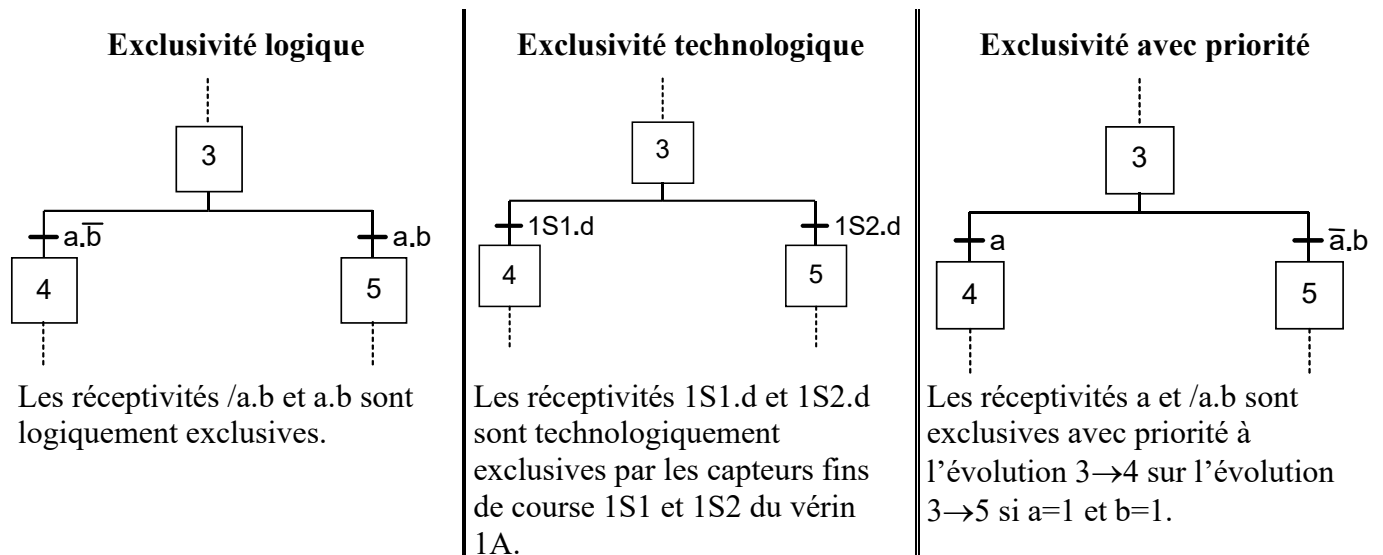 Exclusivité logique
3
a.b̅
a.b
4
5
Les réceptivités /a.b et a.b sont
logiquement exclusives.
Exclusivité technologique
3
1S1.d
1S2.d
4
5
Les réceptivités 1S1.d et 1S2.d
sont technologiquement
exclusives par les capteurs fins
de course 1S1 et 1S2 du vérin
1A.
Exclusivité avec priorité
3
a
a̅.b
4
5
Les réceptivités a et /a.b sont
exclusives avec priorité à
l’évolution 3→4 sur l’évolution
3→5 si a=1 et b=1.